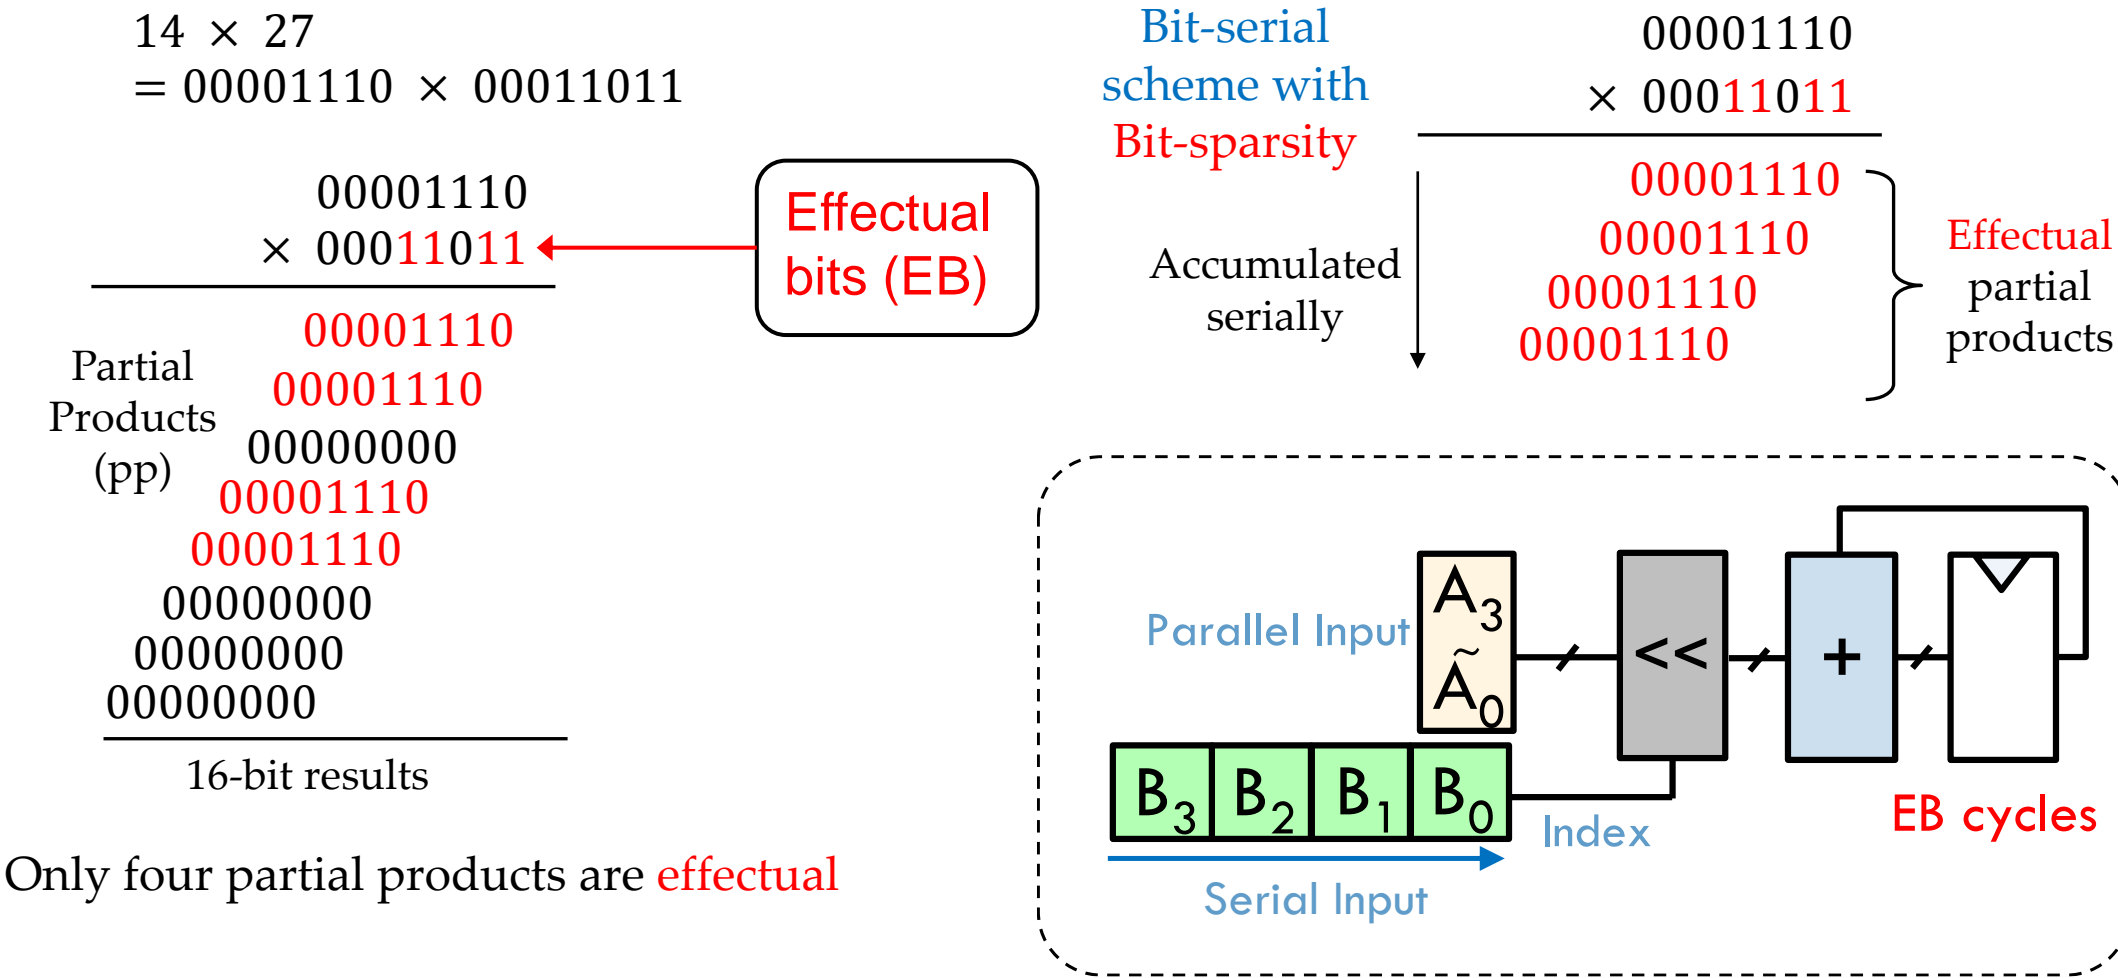 14 × 27
= 00001110 × 00011011
00001110
× 00011011
Effectual
bits (EB)
Partial
Products
(pp)
00001110
00001110
00000000
00001110
00001110
00000000
00000000
00000000
16-bit results
Only four partial products are effectual
Bit-serial
scheme with
Bit-sparsity
00001110
× 00011011
Accumulated
serially
00001110
00001110
00001110
00001110
Effectual
partial
products
Parallel Input
A3
~
A0
<<
+
B3 B2 B1 B0
Index
EB cycles
Serial Input